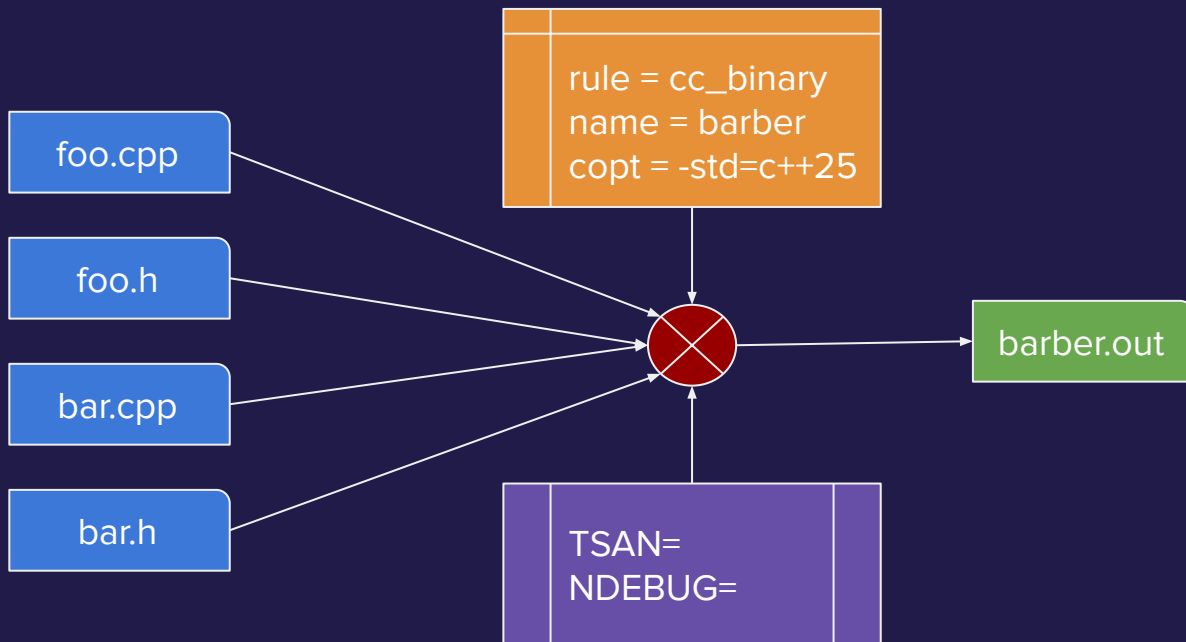 rule = cc_binary
name = barber
copt = -std=c++25
foo.cpp
foo.h
bar.cpp
bar.h
barber.out
TSAN=
NDEBUG=